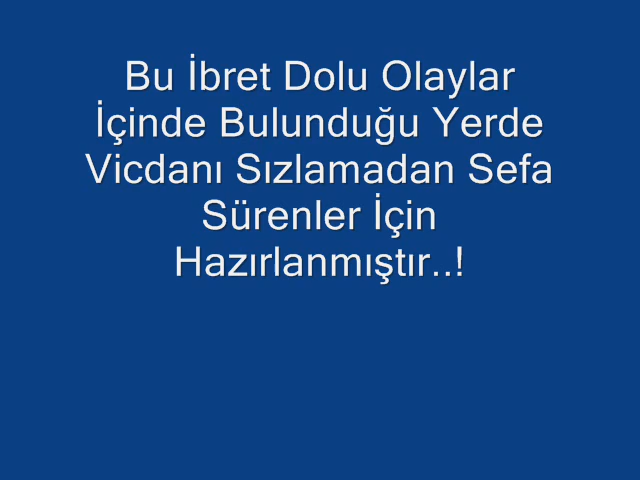 Bu İbret Dolu Olaylar
İçinde Bulunduğu Yerde
Vicdanı Sızlamadan Sefa
Sürenler İçin
Hazırlanmıştır..!